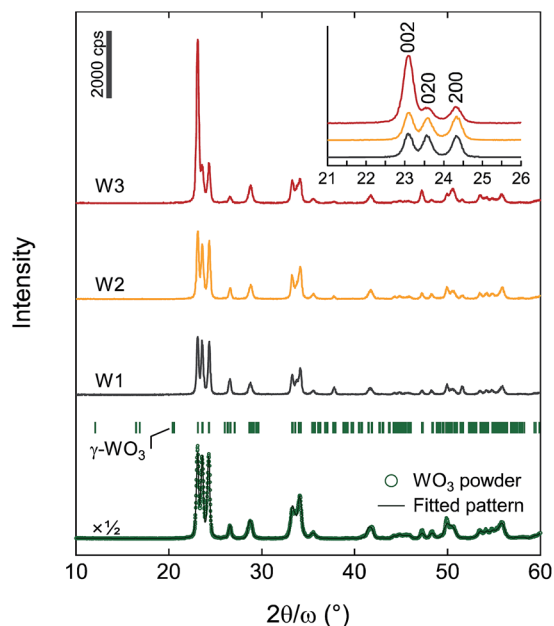 2000 cps
002
020
200
21 22 23 24 25 26
W3
W2
W1
γ-WO₃
WO₃ powder
Fitted pattern
×½
Intensity
10 20 30 40 50 60
2θ/ω (°)